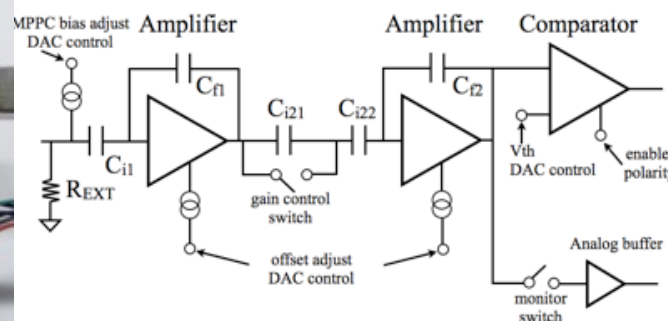 MPPC bias adjust
DAC control
Amplifier
Amplifier
Comparator
Cf1
Cf2
Ci21
Ci22
Ci1
REXT
gain control
switch
Vth
DAC control
enable
polarity
offset adjust
DAC control
Analog buffer
monitor
switch